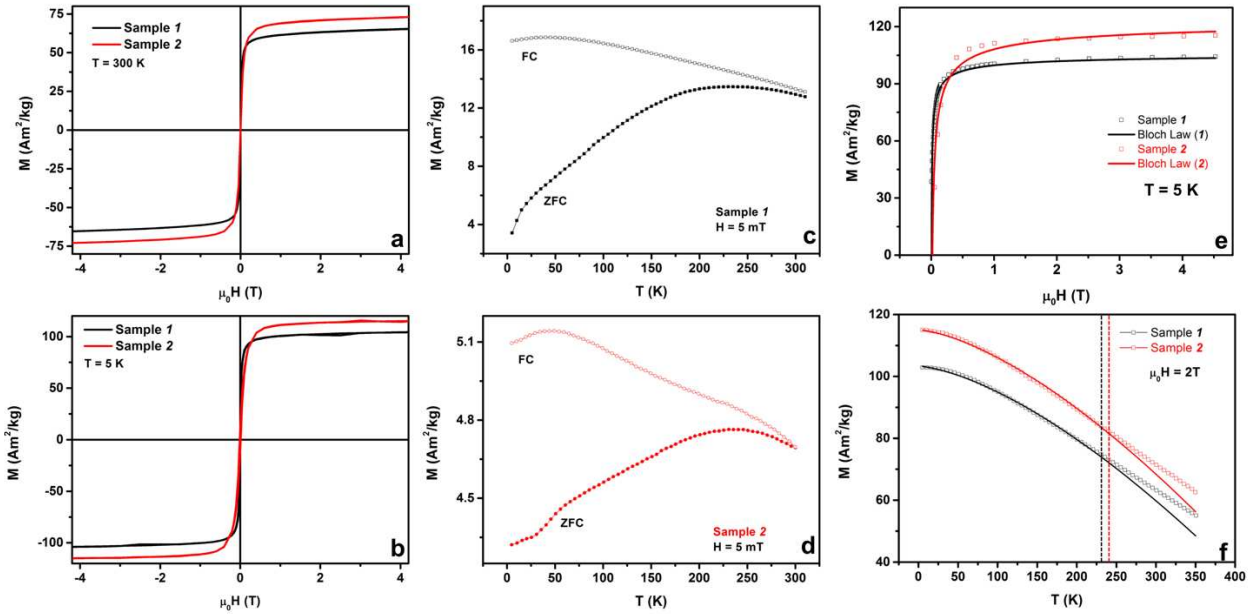 75
50
25
0
-25
-50
-75
M (Am²/kg)
Sample 1
Sample 2
T = 300 K
a
-4 -2 0 2 4
μ₀H (T)
100
50
0
-50
-100
M (Am²/kg)
Sample 1
Sample 2
T = 5 K
b
-4 -2 0 2 4
μ₀H (T)
20
16
12
8
4
M (Am²/kg)
FC
ZFC
Sample 1
H = 5 mT
c
0 50 100 150 200 250 300
T (K)
5.1
4.8
4.5
M (Am²/kg)
FC
ZFC
Sample 2
H = 5 mT
d
0 50 100 150 200 250 300
T (K)
120
90
60
30
0
M (Am²/kg)
Sample 1
Bloch Law (1)
Sample 2
Bloch Law (2)
T = 5 K
e
0 1 2 3 4
μ₀H (T)
120
100
80
60
40
M (Am²/kg)
Sample 1
Sample 2
μ₀H = 2T
f
0 50 100 150 200 250 300 350 400
T (K)